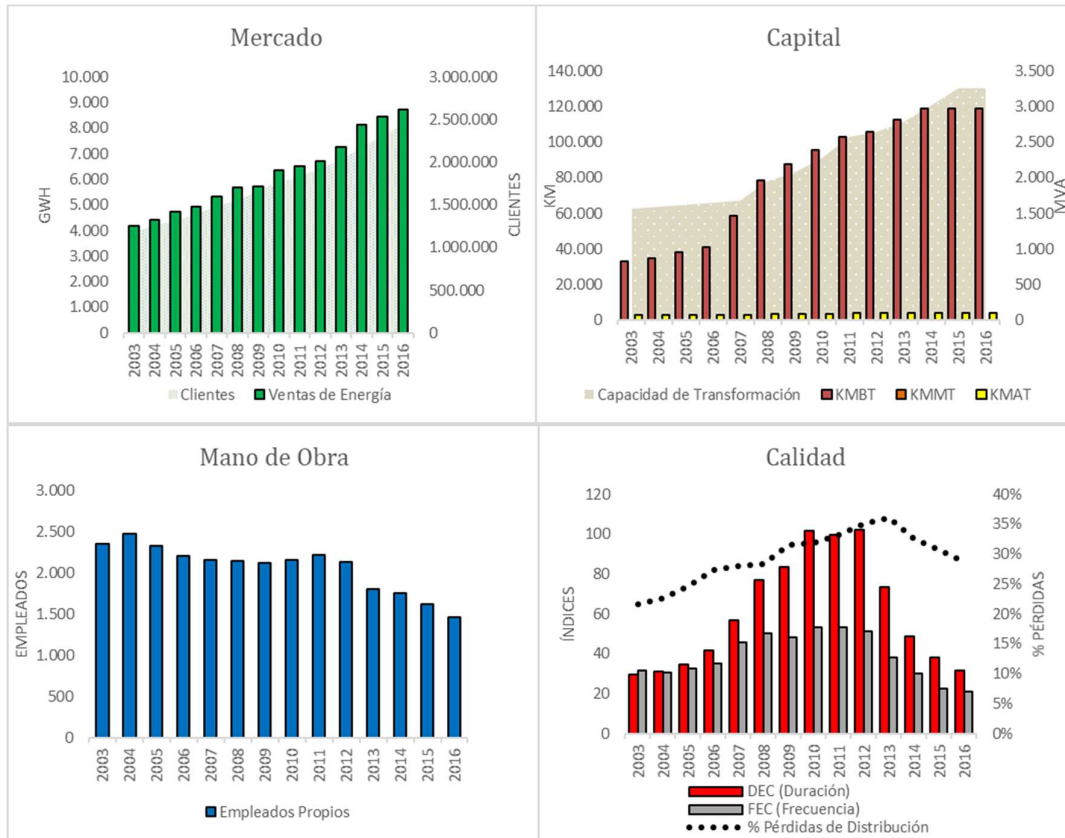 Mercado
10.000
9.000
8.000
7.000
6.000
5.000
4.000
3.000
2.000
1.000
0
GWH
3.000.000
2.500.000
2.000.000
1.500.000
1.000.000
500.000
0
CLIENTES
2003 2004 2005 2006 2007 2008 2009 2010 2011 2012 2013 2014 2015 2016
Clientes Ventas de Energía
Capital
140.000
120.000
100.000
80.000
60.000
40.000
20.000
0
KM
3.500
3.000
2.500
2.000
1.500
1.000
500
0
MVA
2003 2004 2005 2006 2007 2008 2009 2010 2011 2012 2013 2014 2015 2016
Capacidad de Transformación KMBT KMMT KMAT
Mano de Obra
3.000
2.500
2.000
1.500
1.000
500
0
EMPLEADOS
2003 2004 2005 2006 2007 2008 2009 2010 2011 2012 2013 2014 2015 2016
Empleados Propios
Calidad
120
100
80
60
40
20
0
ÍNDICES
40%
35%
30%
25%
20%
15%
10%
5%
0%
% PÉRDIDAS
2003 2004 2005 2006 2007 2008 2009 2010 2011 2012 2013 2014 2015 2016
DEC (Duración)
FEC (Frecuencia)
% Pérdidas de Distribución